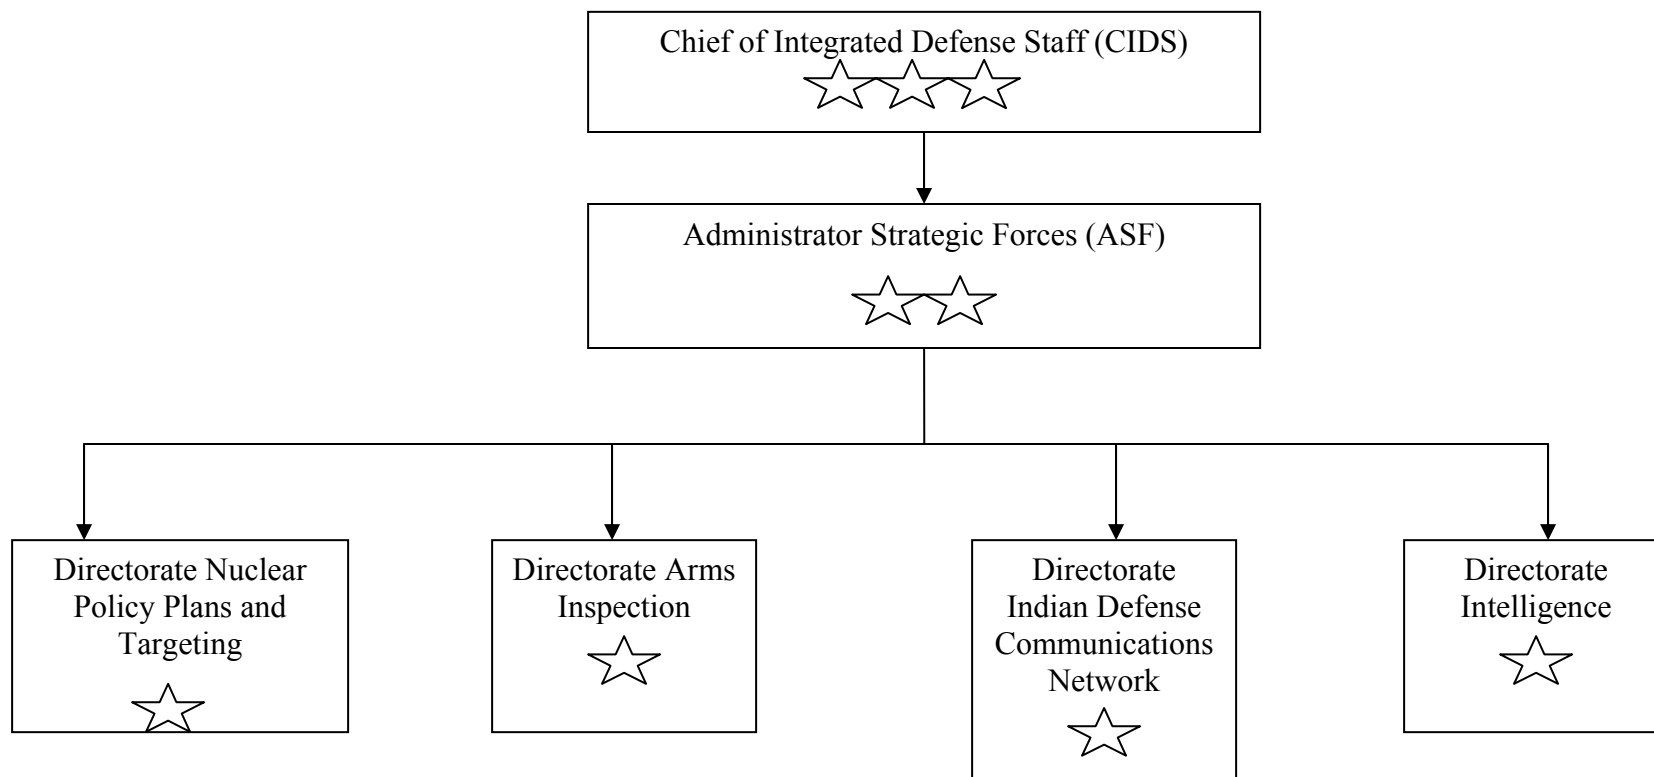 Chief of Integrated Defense Staff (CIDS)
Administrator Strategic Forces (ASF)
Directorate Nuclear
Policy Plans and
Targeting
Directorate Arms
Inspection
Directorate
Indian Defense
Communications
Network
Directorate
Intelligence